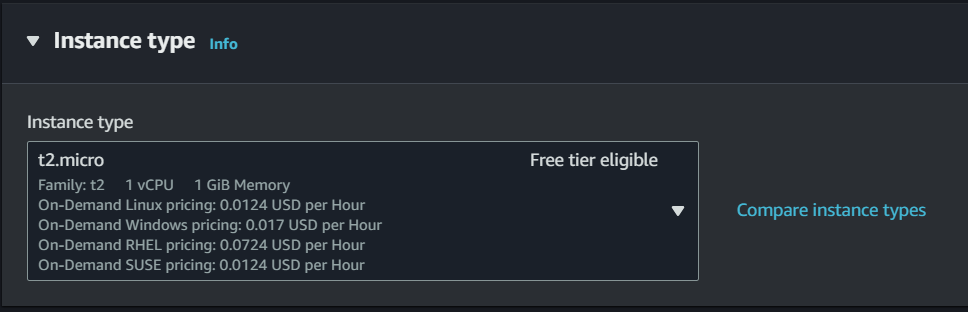 Instance type Info
Instance type
t2.micro Free tier eligible
Family: t2 1 vCPU 1 GiB Memory
On-Demand Linux pricing: 0.0124 USD per Hour
On-Demand Windows pricing: 0.017 USD per Hour
On-Demand RHEL pricing: 0.0724 USD per Hour
On-Demand SUSE pricing: 0.0124 USD per Hour
Compare instance types